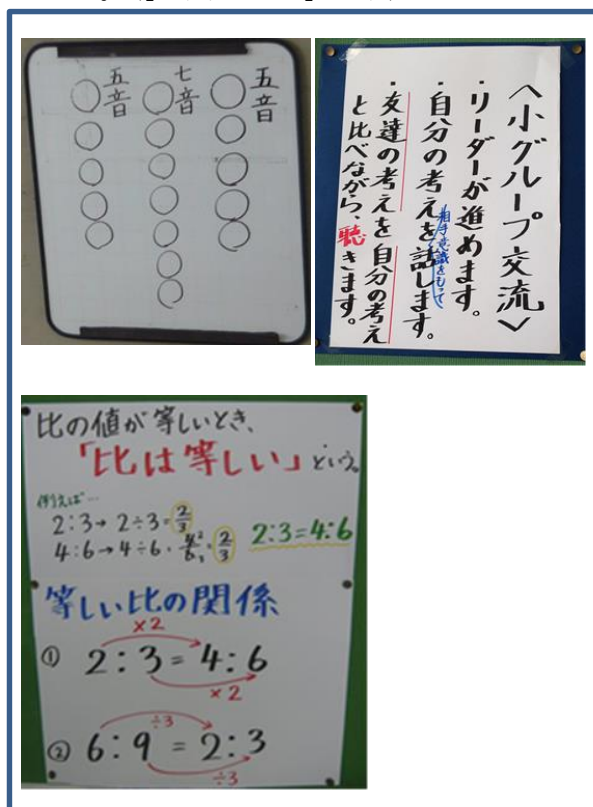 五音
七音
五音
〈小グループ交流〉
・リーダーが進めます。
・自分の考えを話します。
相手意識をもって
・友達の考えを自分の考え
と比べながら、聴きます。
比の値が等しいとき、
「比は等しい」という。
例えば…
2:3→2÷3=2/3
4:6→4÷6=4/6=2/3
2:3=4:6
等しい比の関係
×2
① 2:3=4:6
×2
÷3
② 6:9=2:3
÷3